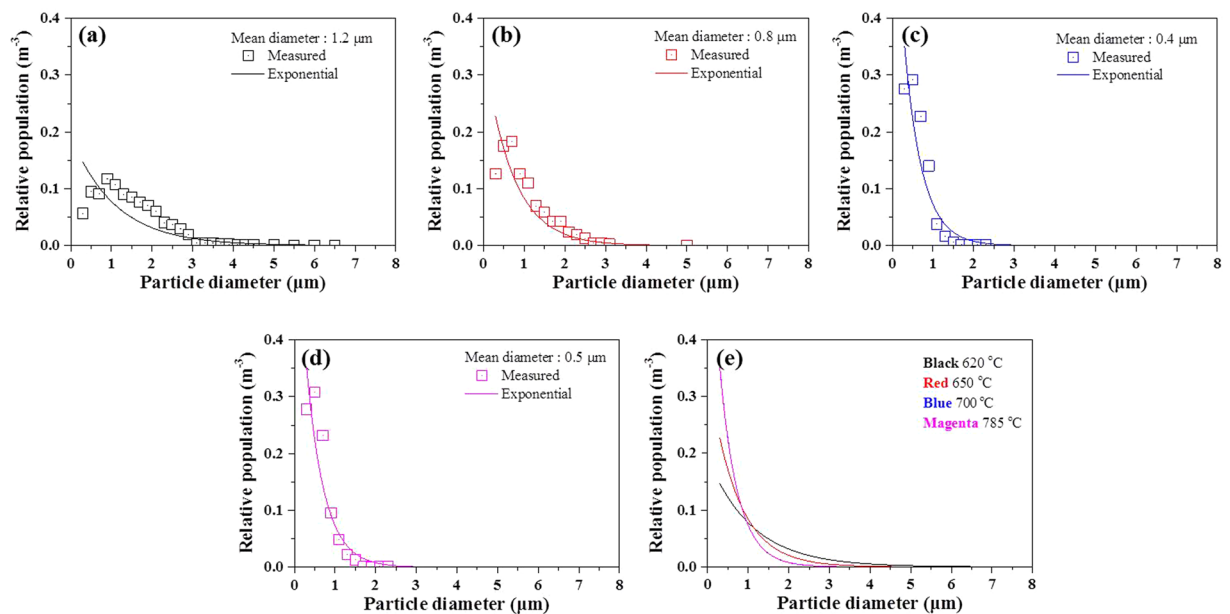 (a)
Mean diameter : 1.2 µm
Measured
Exponential
Relative population (m⁻³)
0.4
0.3
0.2
0.1
0.0
0 1 2 3 4 5 6 7 8
Particle diameter (µm)
(b)
Mean diameter : 0.8 µm
Measured
Exponential
Relative population (m⁻³)
0.4
0.3
0.2
0.1
0.0
0 1 2 3 4 5 6 7 8
Particle diameter (µm)
(c)
Mean diameter : 0.4 µm
Measured
Exponential
Relative population (m⁻³)
0.4
0.3
0.2
0.1
0.0
0 1 2 3 4 5 6 7 8
Particle diameter (µm)
(d)
Mean diameter : 0.5 µm
Measured
Exponential
Relative population (m⁻³)
0.4
0.3
0.2
0.1
0.0
0 1 2 3 4 5 6 7 8
Particle diameter (µm)
(e)
Black 620 °C
Red 650 °C
Blue 700 °C
Magenta 785 °C
Relative population (m⁻³)
0.4
0.3
0.2
0.1
0.0
0 1 2 3 4 5 6 7 8
Particle diameter (µm)